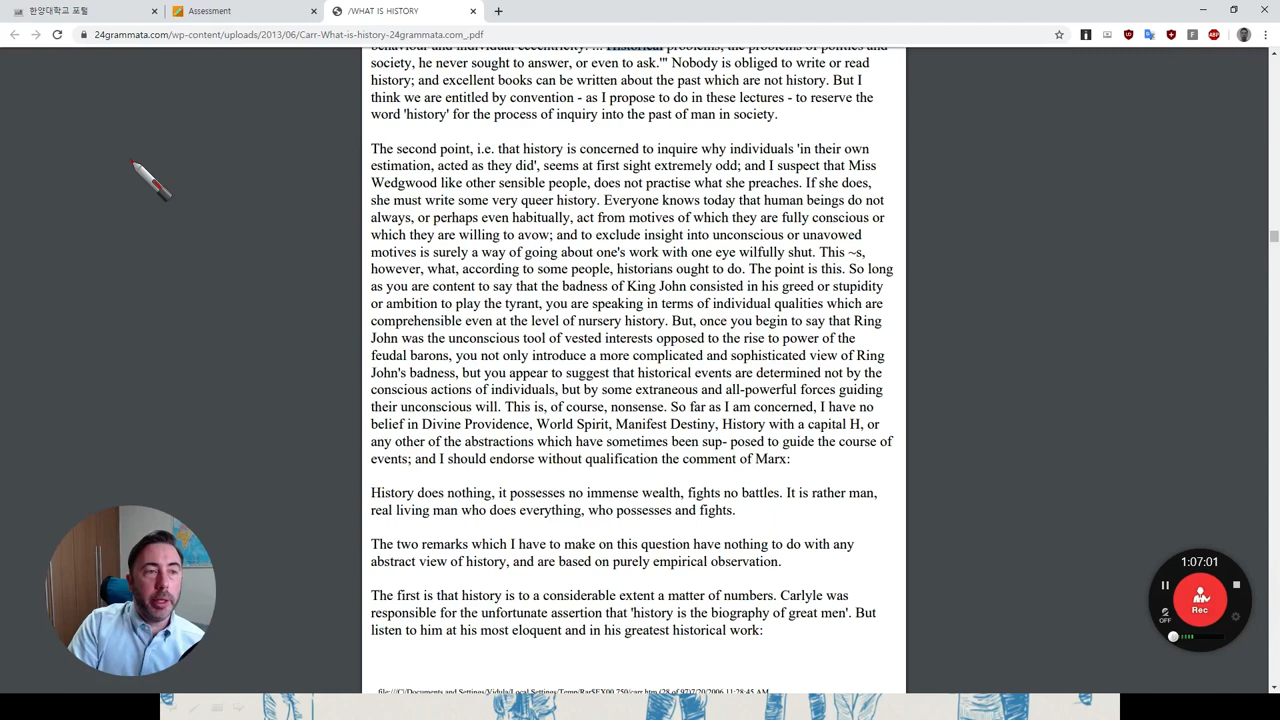 한양대학교 포털
Assessment
/WHAT IS HISTORY
24grammata.com/wp-content/uploads/2013/06/Carr-What-is-history-24grammata.com_.pdf
behaviour and individual eccentricity. ... Historical problems, the problems of politics and
society, he never sought to answer, or even to ask."' Nobody is obliged to write or read
history; and excellent books can be written about the past which are not history. But I
think we are entitled by convention - as I propose to do in these lectures - to reserve the
word 'history' for the process of inquiry into the past of man in society.
The second point, i.e. that history is concerned to inquire why individuals 'in their own
estimation, acted as they did', seems at first sight extremely odd; and I suspect that Miss
Wedgwood like other sensible people, does not practise what she preaches. If she does,
she must write some very queer history. Everyone knows today that human beings do not
always, or perhaps even habitually, act from motives of which they are fully conscious or
which they are willing to avow; and to exclude insight into unconscious or unavowed
motives is surely a way of going about one's work with one eye wilfully shut. This ~s,
however, what, according to some people, historians ought to do. The point is this. So long
as you are content to say that the badness of King John consisted in his greed or stupidity
or ambition to play the tyrant, you are speaking in terms of individual qualities which are
comprehensible even at the level of nursery history. But, once you begin to say that Ring
John was the unconscious tool of vested interests opposed to the rise to power of the
feudal barons, you not only introduce a more complicated and sophisticated view of Ring
John's badness, but you appear to suggest that historical events are determined not by the
conscious actions of individuals, but by some extraneous and all-powerful forces guiding
their unconscious will. This is, of course, nonsense. So far as I am concerned, I have no
belief in Divine Providence, World Spirit, Manifest Destiny, History with a capital H, or
any other of the abstractions which have sometimes been sup- posed to guide the course of
events; and I should endorse without qualification the comment of Marx:
History does nothing, it possesses no immense wealth, fights no battles. It is rather man,
real living man who does everything, who possesses and fights.
The two remarks which I have to make on this question have nothing to do with any
abstract view of history, and are based on purely empirical observation.
The first is that history is to a considerable extent a matter of numbers. Carlyle was
responsible for the unfortunate assertion that 'history is the biography of great men'. But
listen to him at his most eloquent and in his greatest historical work:
file:///C|/Documents and Settings/Vidula/Local Settings/Temp/Rar$EX00.750/carr.htm (28 of 97)7/20/2006 11:28:45 AM
1:07:01
Rec
OFF